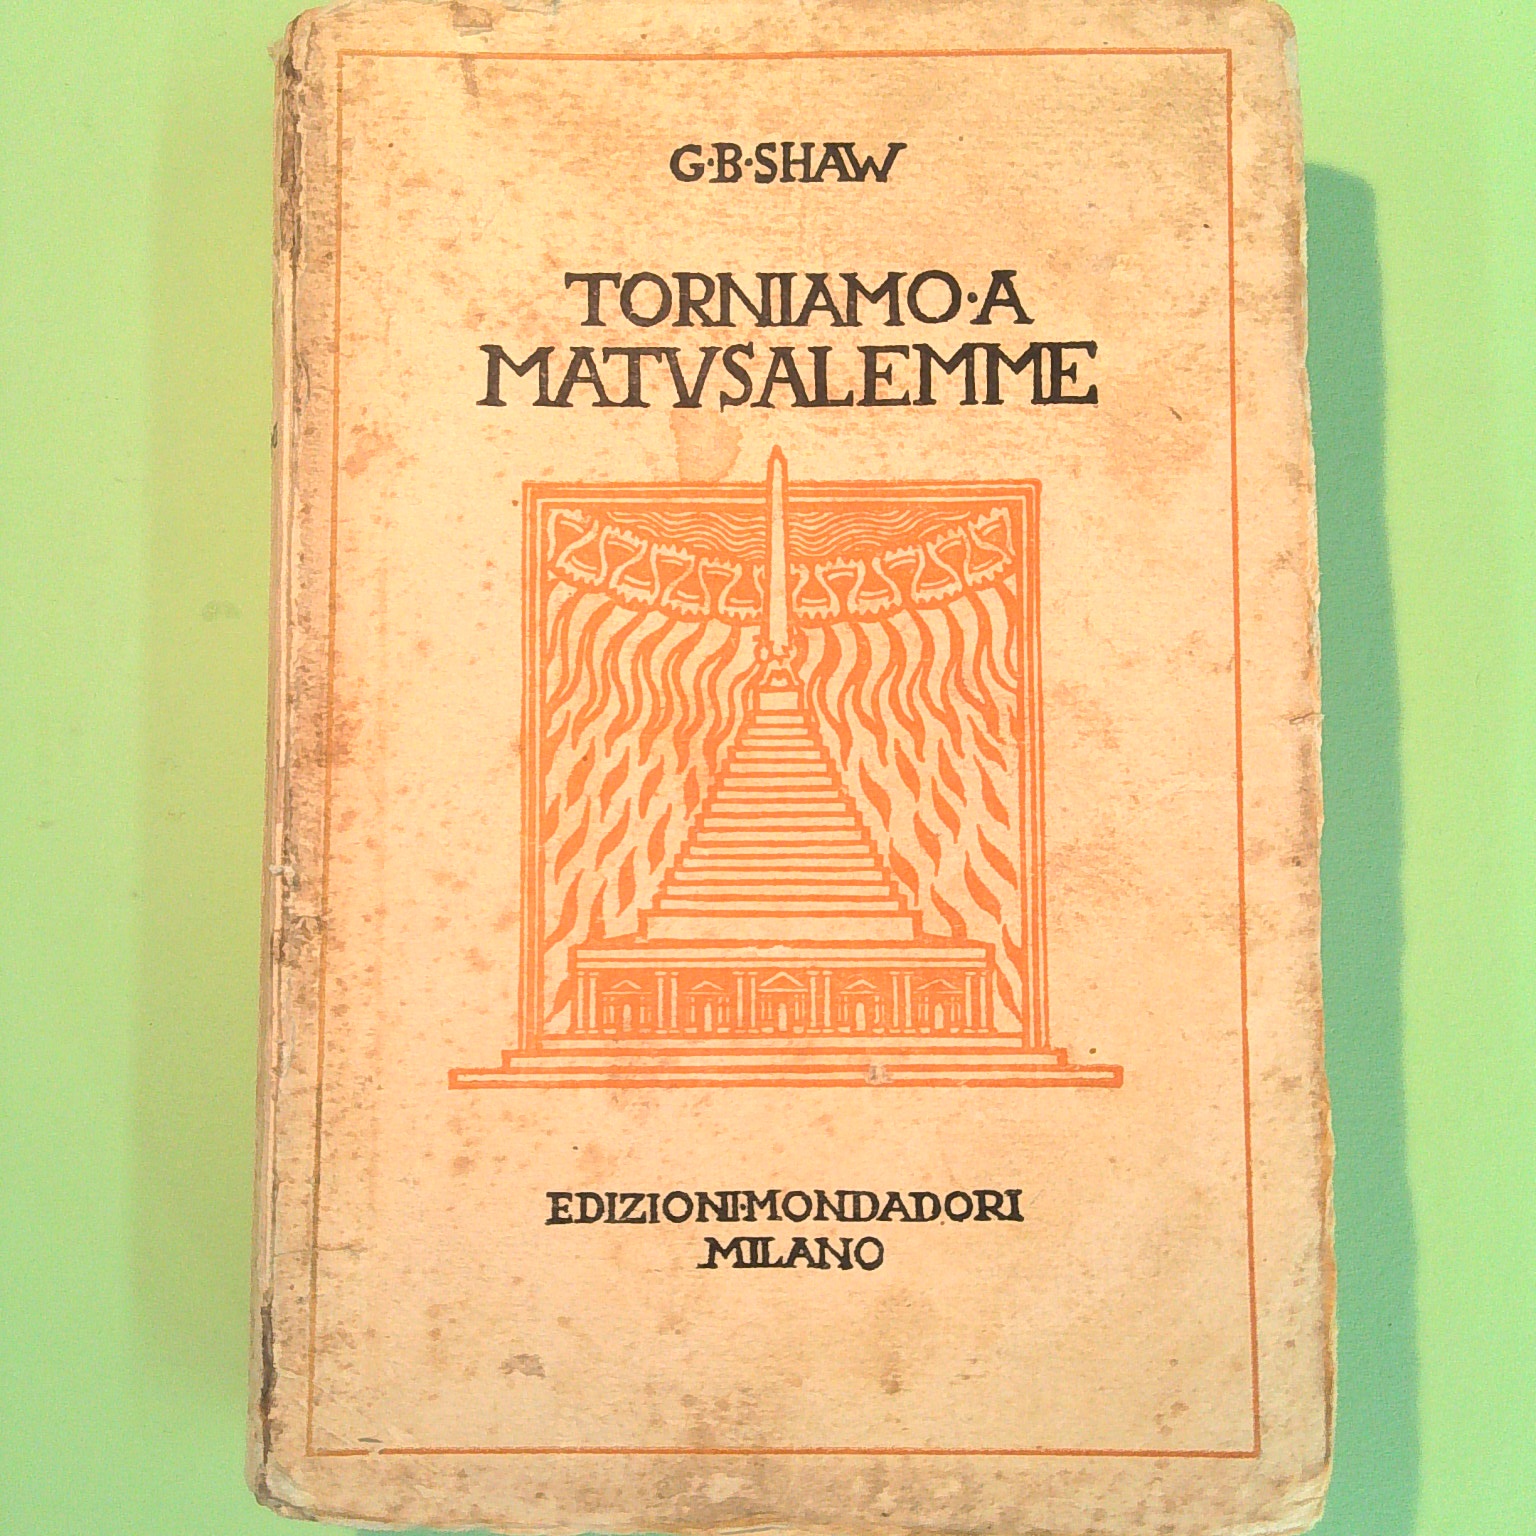 G·B·SHAW
TORNIAMO·A
MATVSALEMME
EDIZIONI·MONDADORI
MILANO